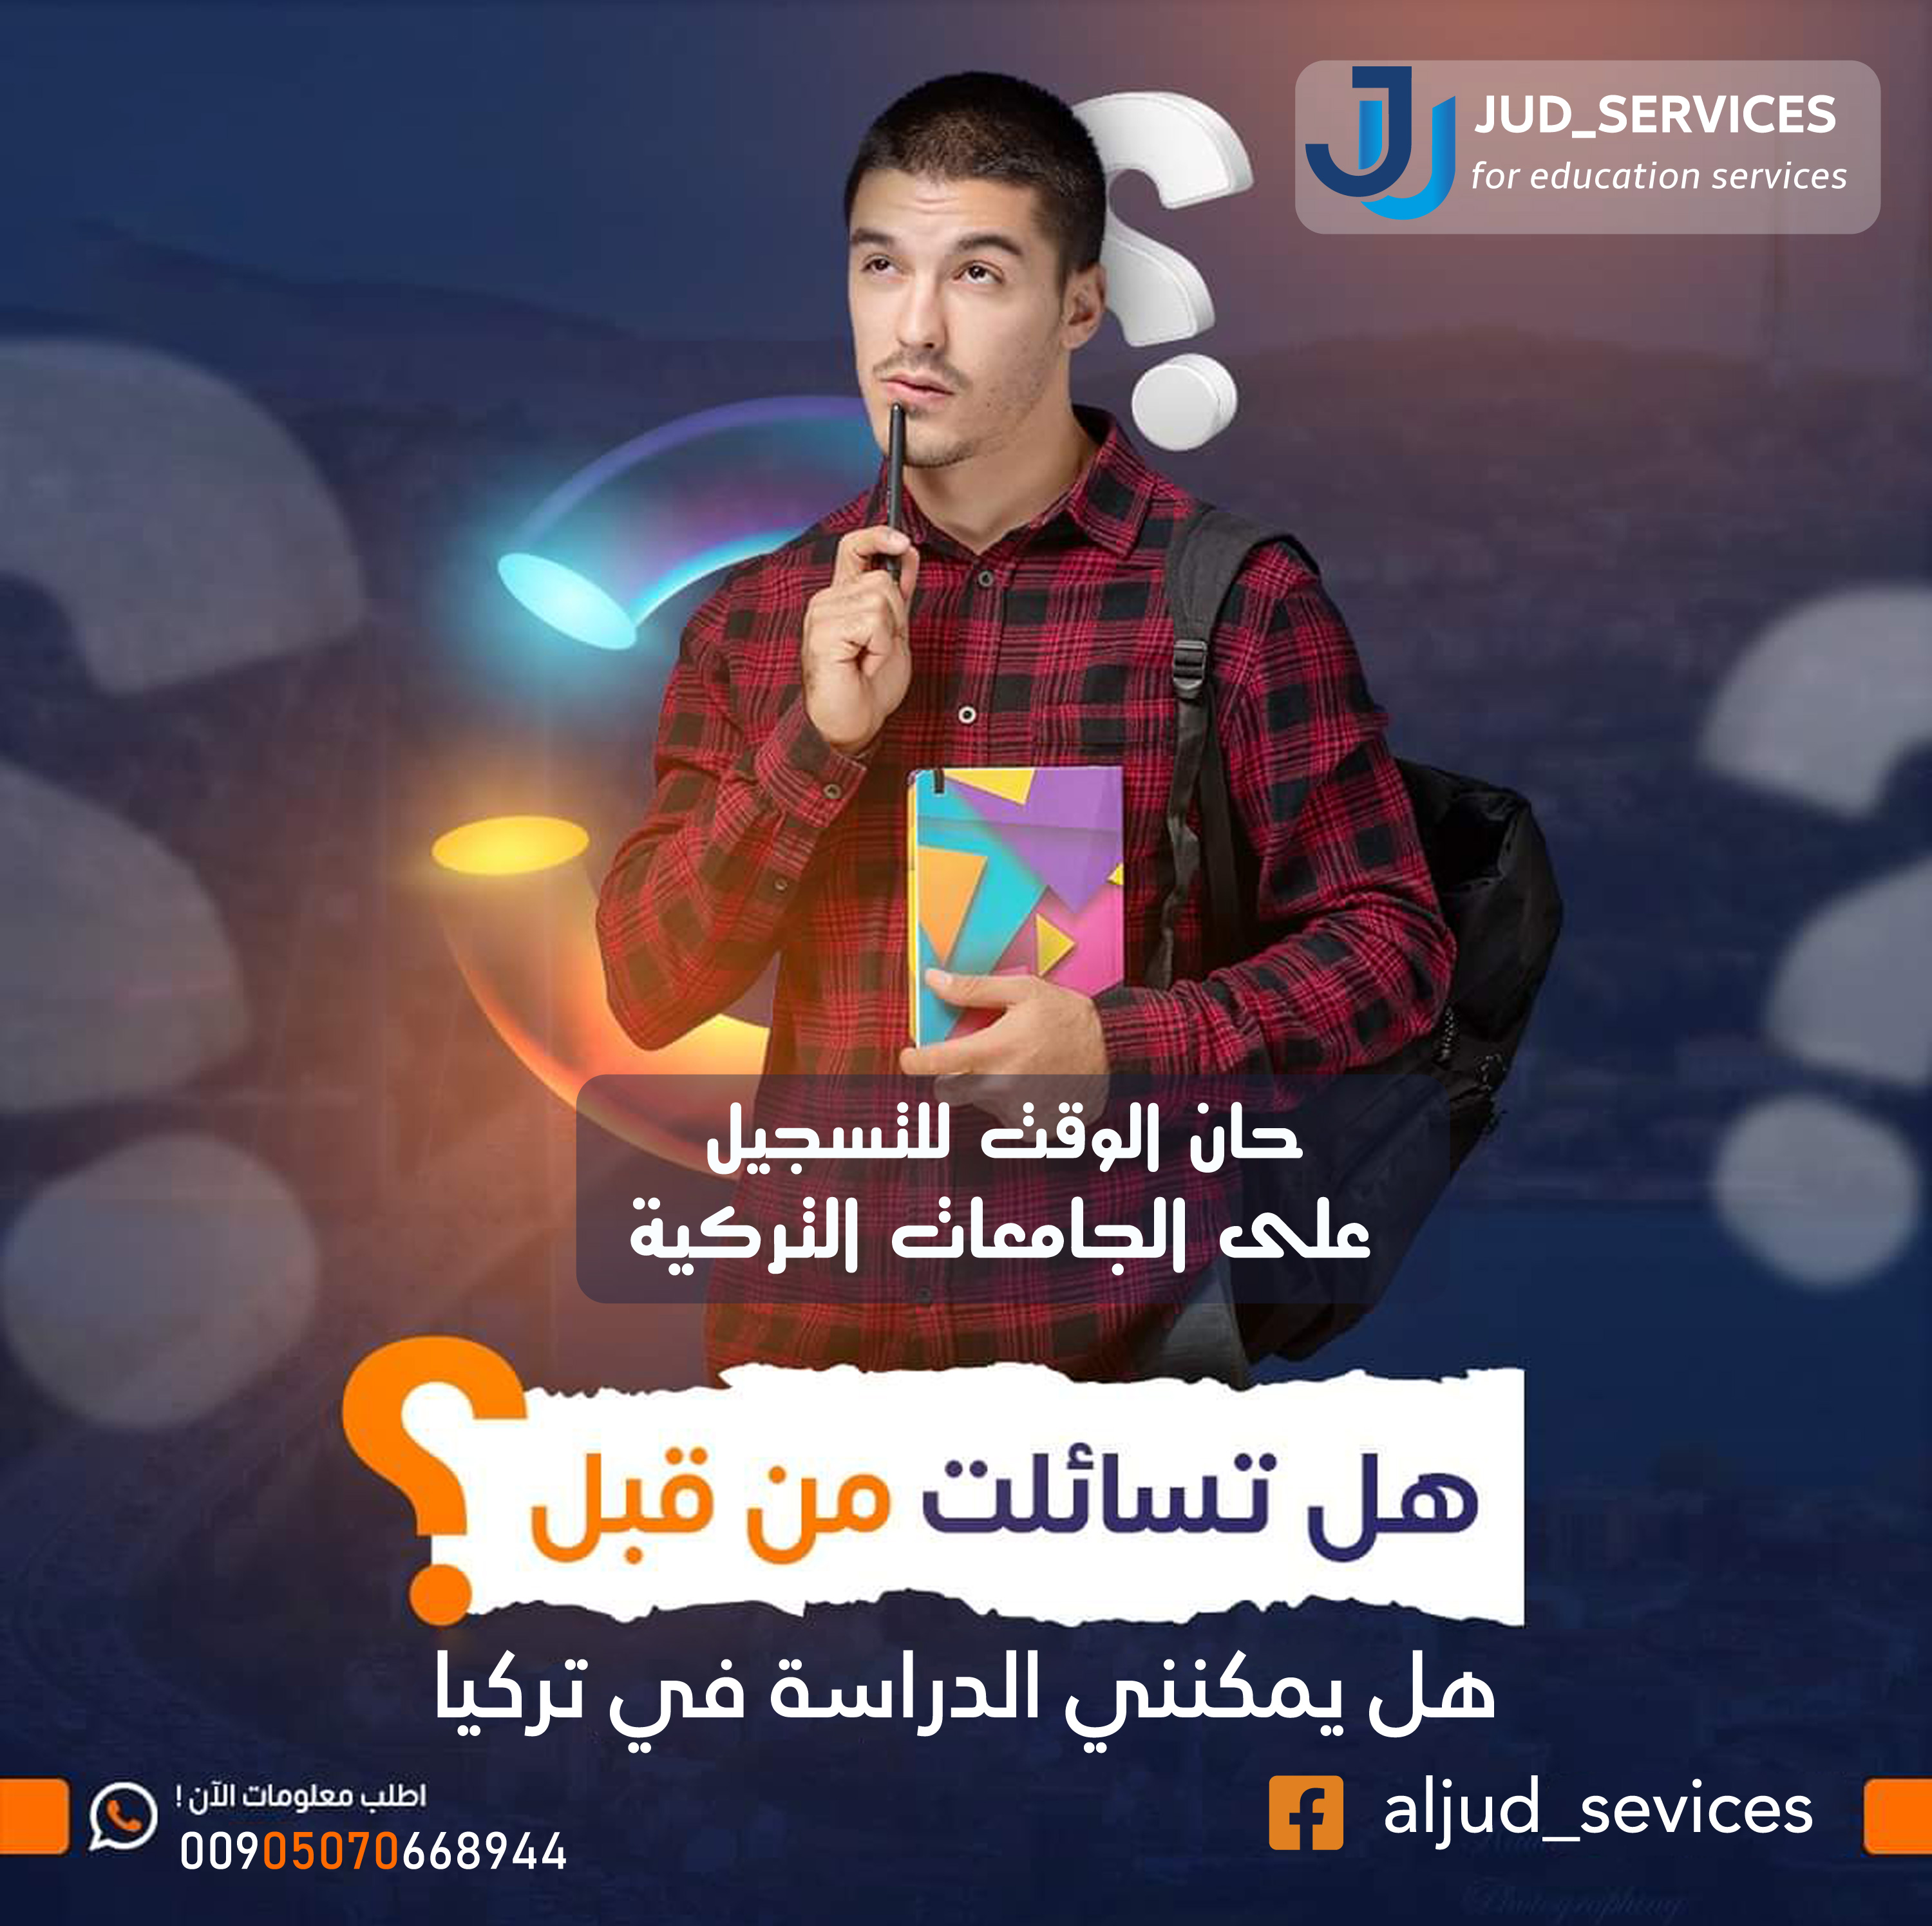 JUD_SERVICES
for education services
حان الوقت للتسجيل
على الجامعات التركية
هل تسائلت من قبل ؟
هل يمكنني الدراسة في تركيا
اطلب معلومات الآن !
00905070668944
aljud_sevices